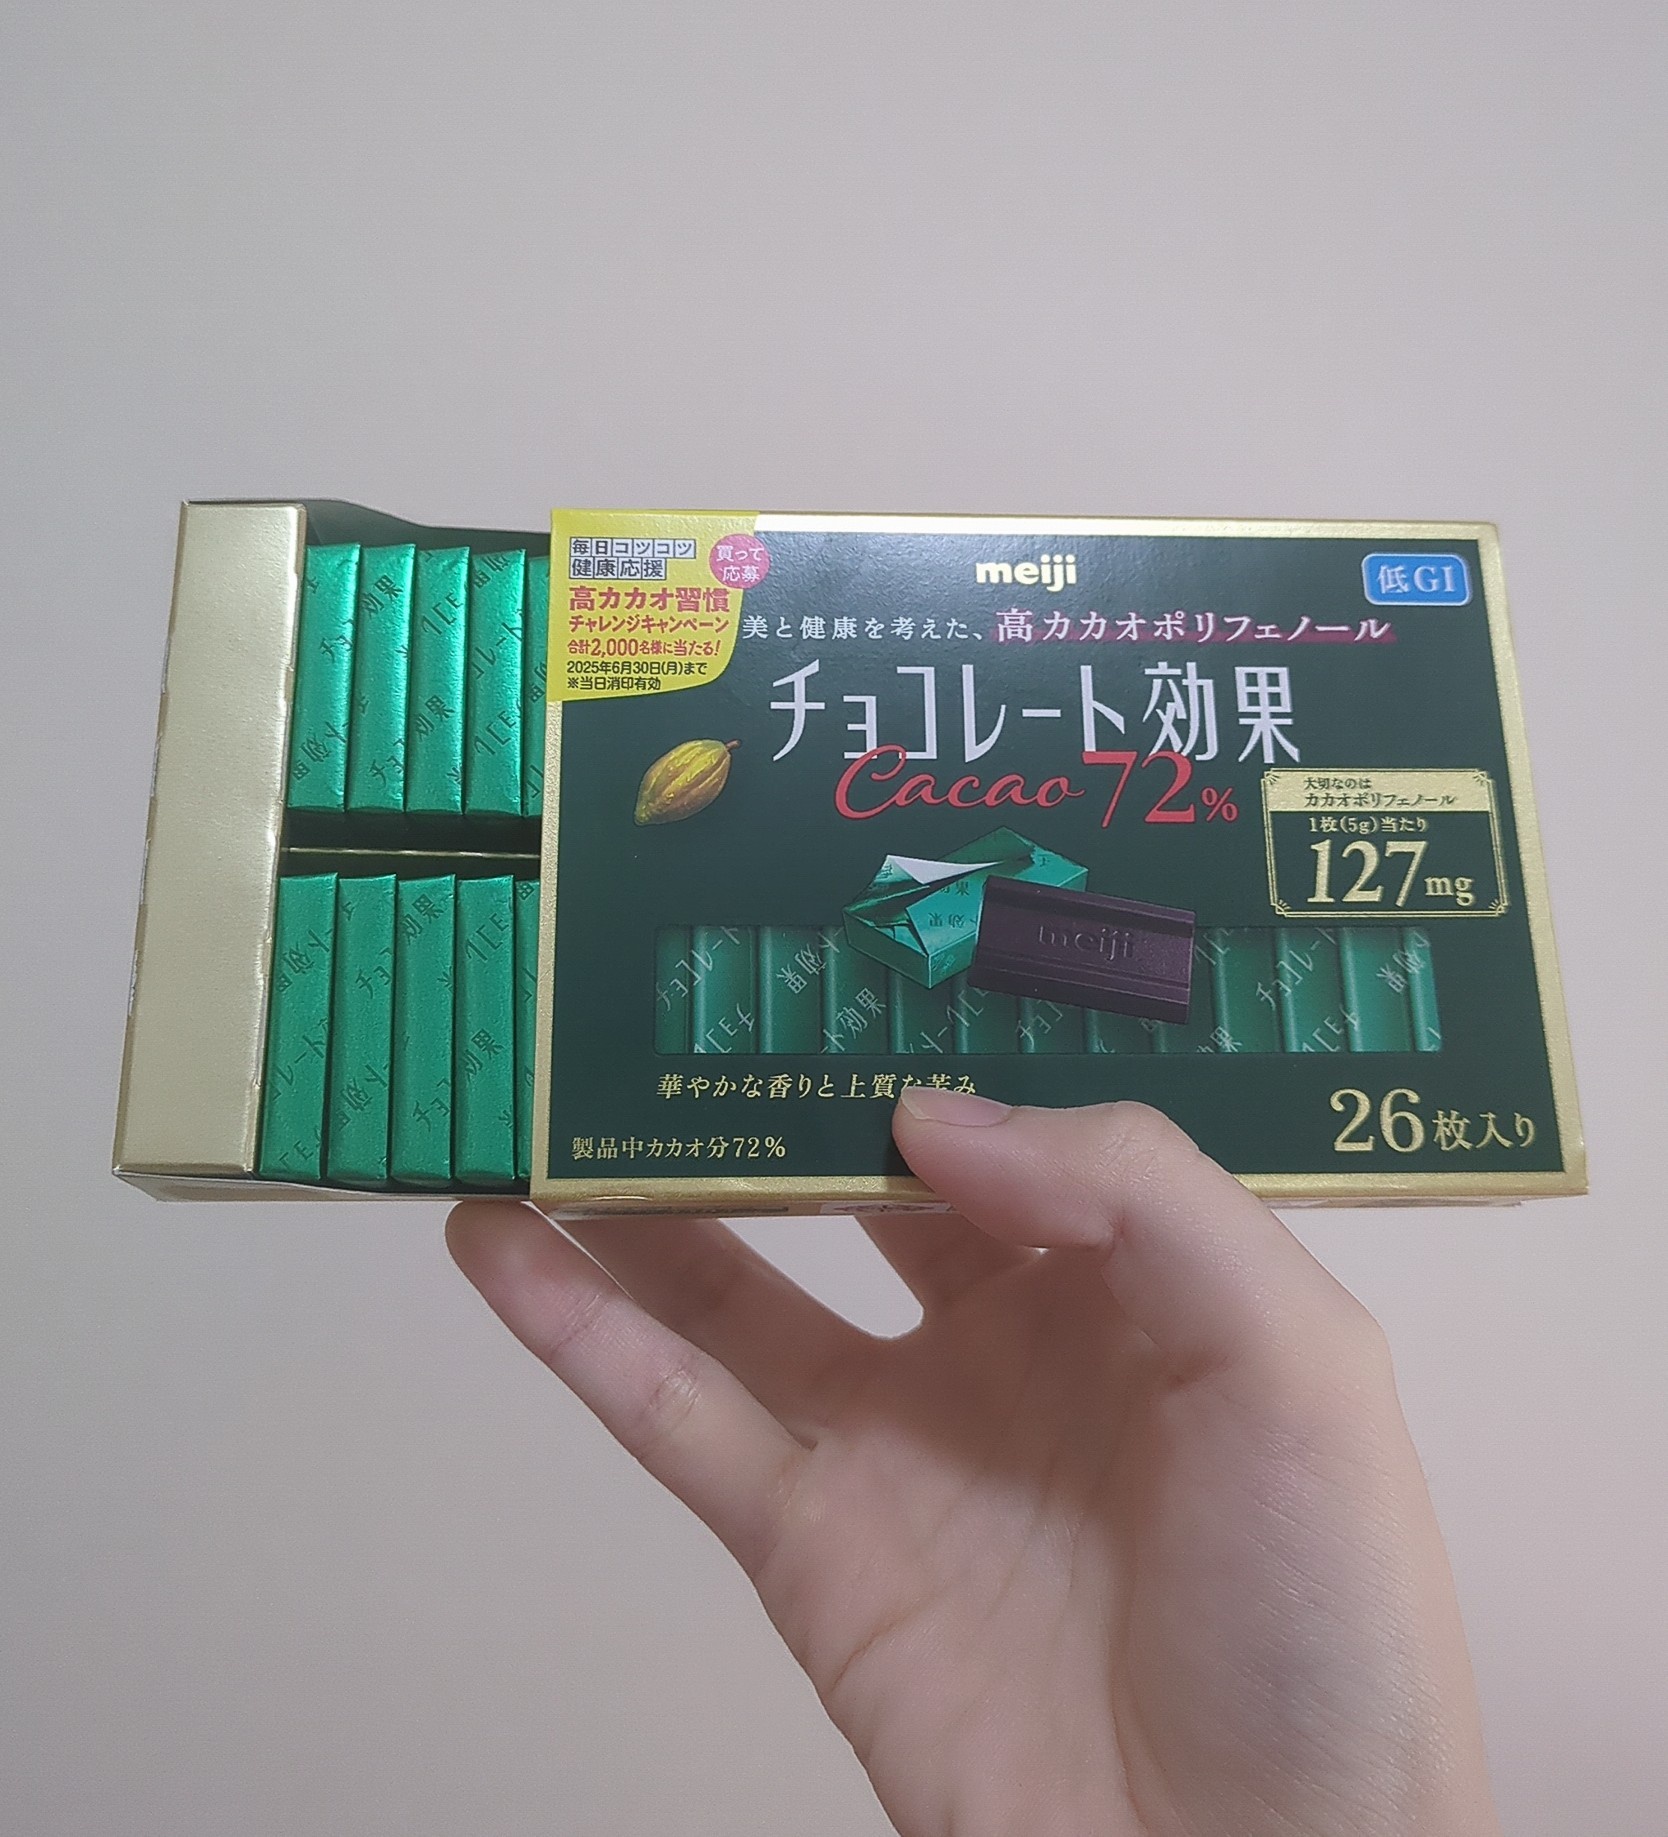 毎日コツコツ
健康応援
買って
応募
高カカオ習慣
チャレンジキャンペーン
合計2,000名様に当たる!
2025年6月30日(月)まで
※当日消印有効
meiji
低GI
美と健康を考えた、高カカオポリフェノール
チョコレート効果
Cacao72%
大切なのは
カカオポリフェノール
1枚(5g)当たり
127mg
meiji
華やかな香りと上質な苦み
製品中カカオ分72%
26枚入り